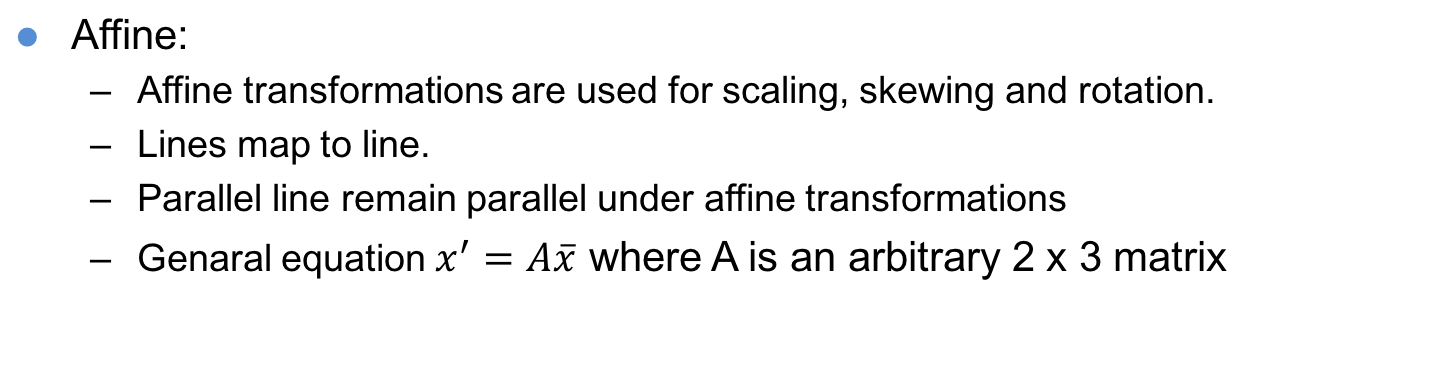 ● Affine:
– Affine transformations are used for scaling, skewing and rotation.
– Lines map to line.
– Parallel line remain parallel under affine transformations
– Genaral equation 𝑥′ = 𝐴𝑥̄ where A is an arbitrary 2 x 3 matrix